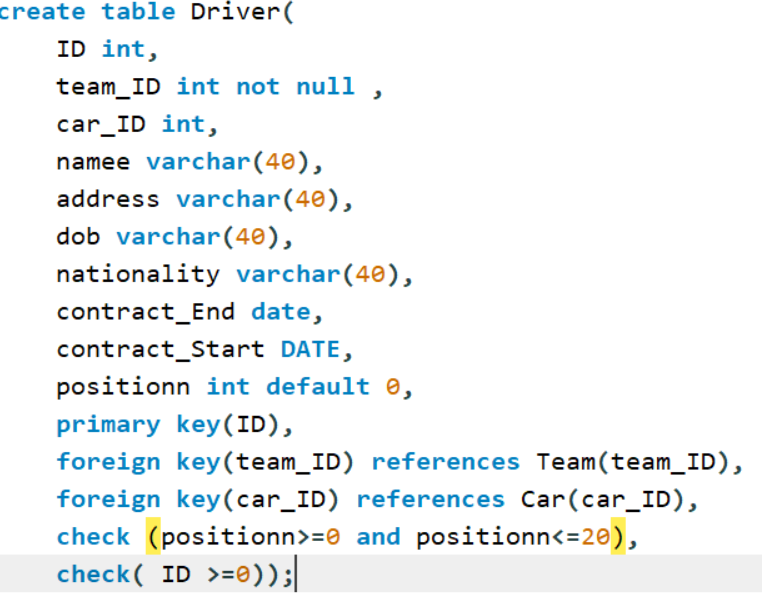 create table Driver(
ID int,
team_ID int not null ,
car_ID int,
namee varchar(40),
address varchar(40),
dob varchar(40),
nationality varchar(40),
contract_End date,
contract_Start DATE,
positionn int default 0,
primary key(ID),
foreign key(team_ID) references Team(team_ID),
foreign key(car_ID) references Car(car_ID),
check (positionn>=0 and positionn<=20),
check( ID >=0));